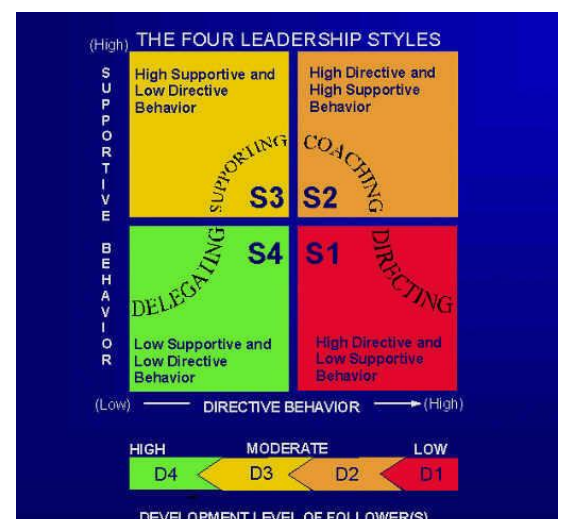 THE FOUR LEADERSHIP STYLES
(High)
SUPPORTIVE BEHAVIOR
High Supportive and
Low Directive
Behavior
SUPPORTING
S3
High Directive and
High Supportive
Behavior
COACHING
S2
DELEGATING
S4
Low Supportive and
Low Directive
Behavior
S1
DIRECTING
High Directive and
Low Supportive
Behavior
(Low)
DIRECTIVE BEHAVIOR
(High)
HIGH MODERATE LOW
D4 D3 D2 D1
DEVELOPMENT LEVEL OF FOLLOWER(S)